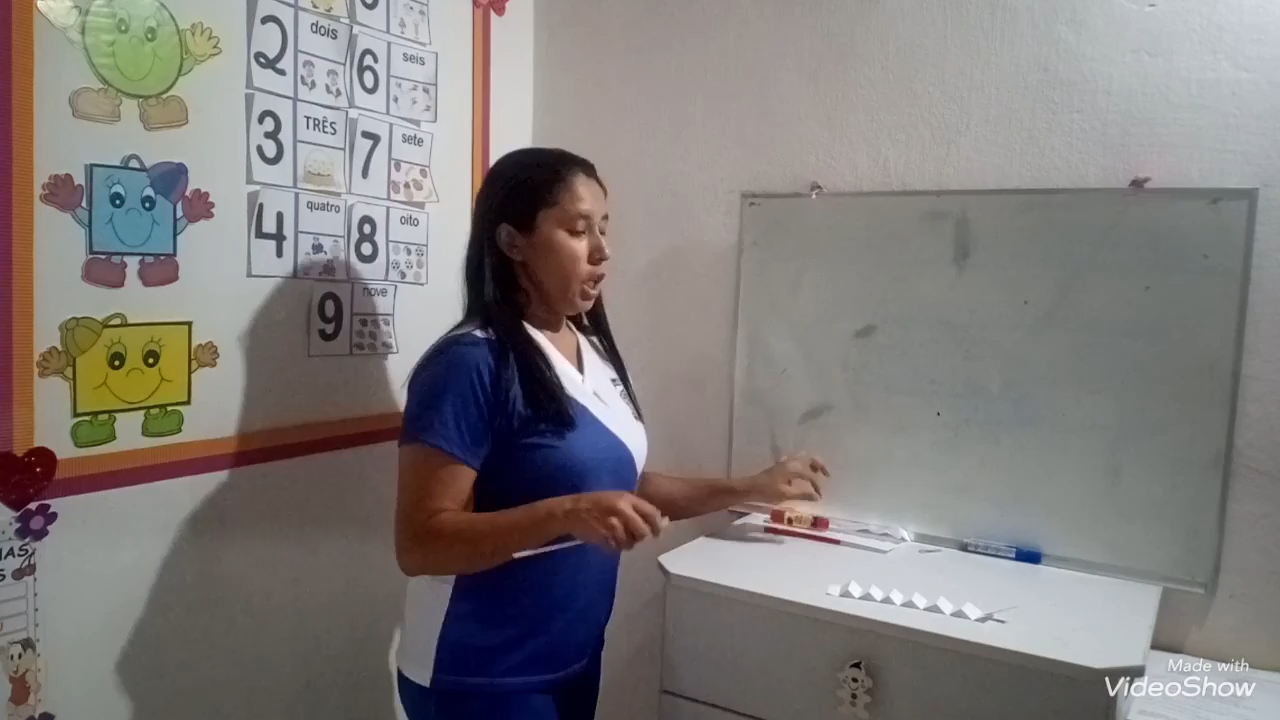 2 dois
6 seis
3 TRÊS
7 sete
4 quatro
8 oito
9 nove
Made with
VideoShow